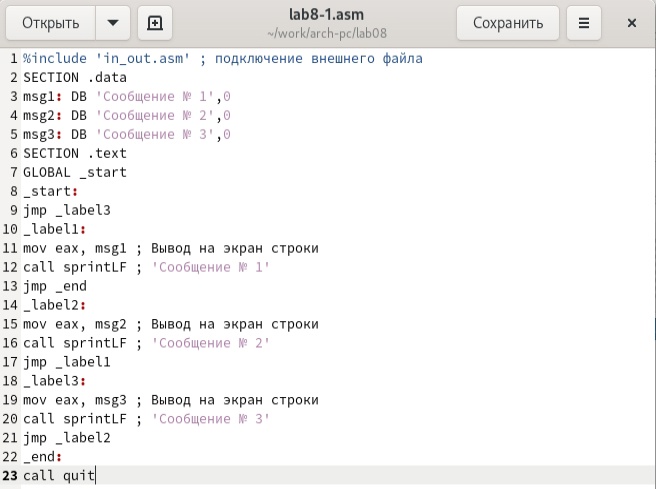 Открыть
lab8-1.asm
~/work/arch-pc/lab08
Сохранить
1 %include 'in_out.asm' ; подключение внешнего файла
2 SECTION .data
3 msg1: DB 'Сообщение № 1',0
4 msg2: DB 'Сообщение № 2',0
5 msg3: DB 'Сообщение № 3',0
6 SECTION .text
7 GLOBAL _start
8 _start:
9 jmp _label3
10 _label1:
11 mov eax, msg1 ; Вывод на экран строки
12 call sprintLF ; 'Сообщение № 1'
13 jmp _end
14 _label2:
15 mov eax, msg2 ; Вывод на экран строки
16 call sprintLF ; 'Сообщение № 2'
17 jmp _label1
18 _label3:
19 mov eax, msg3 ; Вывод на экран строки
20 call sprintLF ; 'Сообщение № 3'
21 jmp _label2
22 _end:
23 call quit